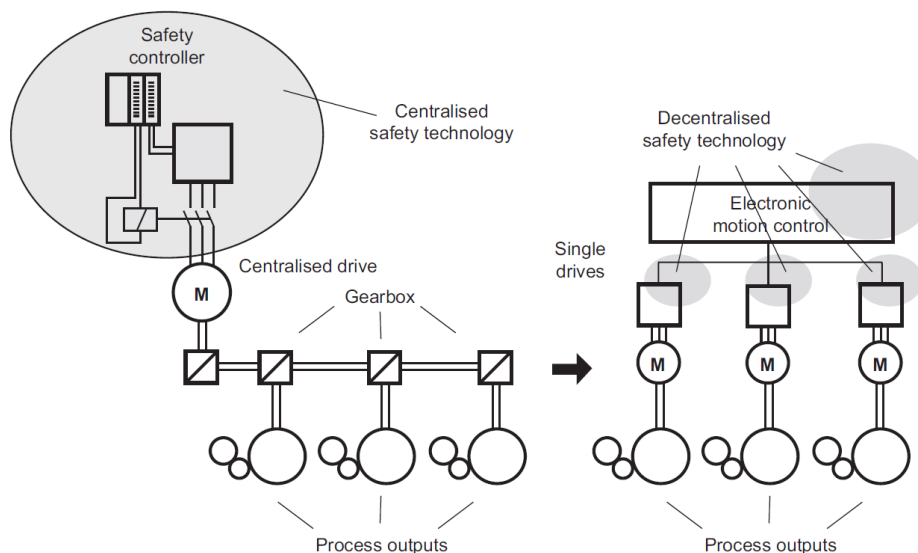 Safety
controller
Centralised
safety technology
Centralised drive
M
Gearbox
Process outputs
Decentralised
safety technology
Electronic
motion control
Single
drives
M
M
M
Process outputs